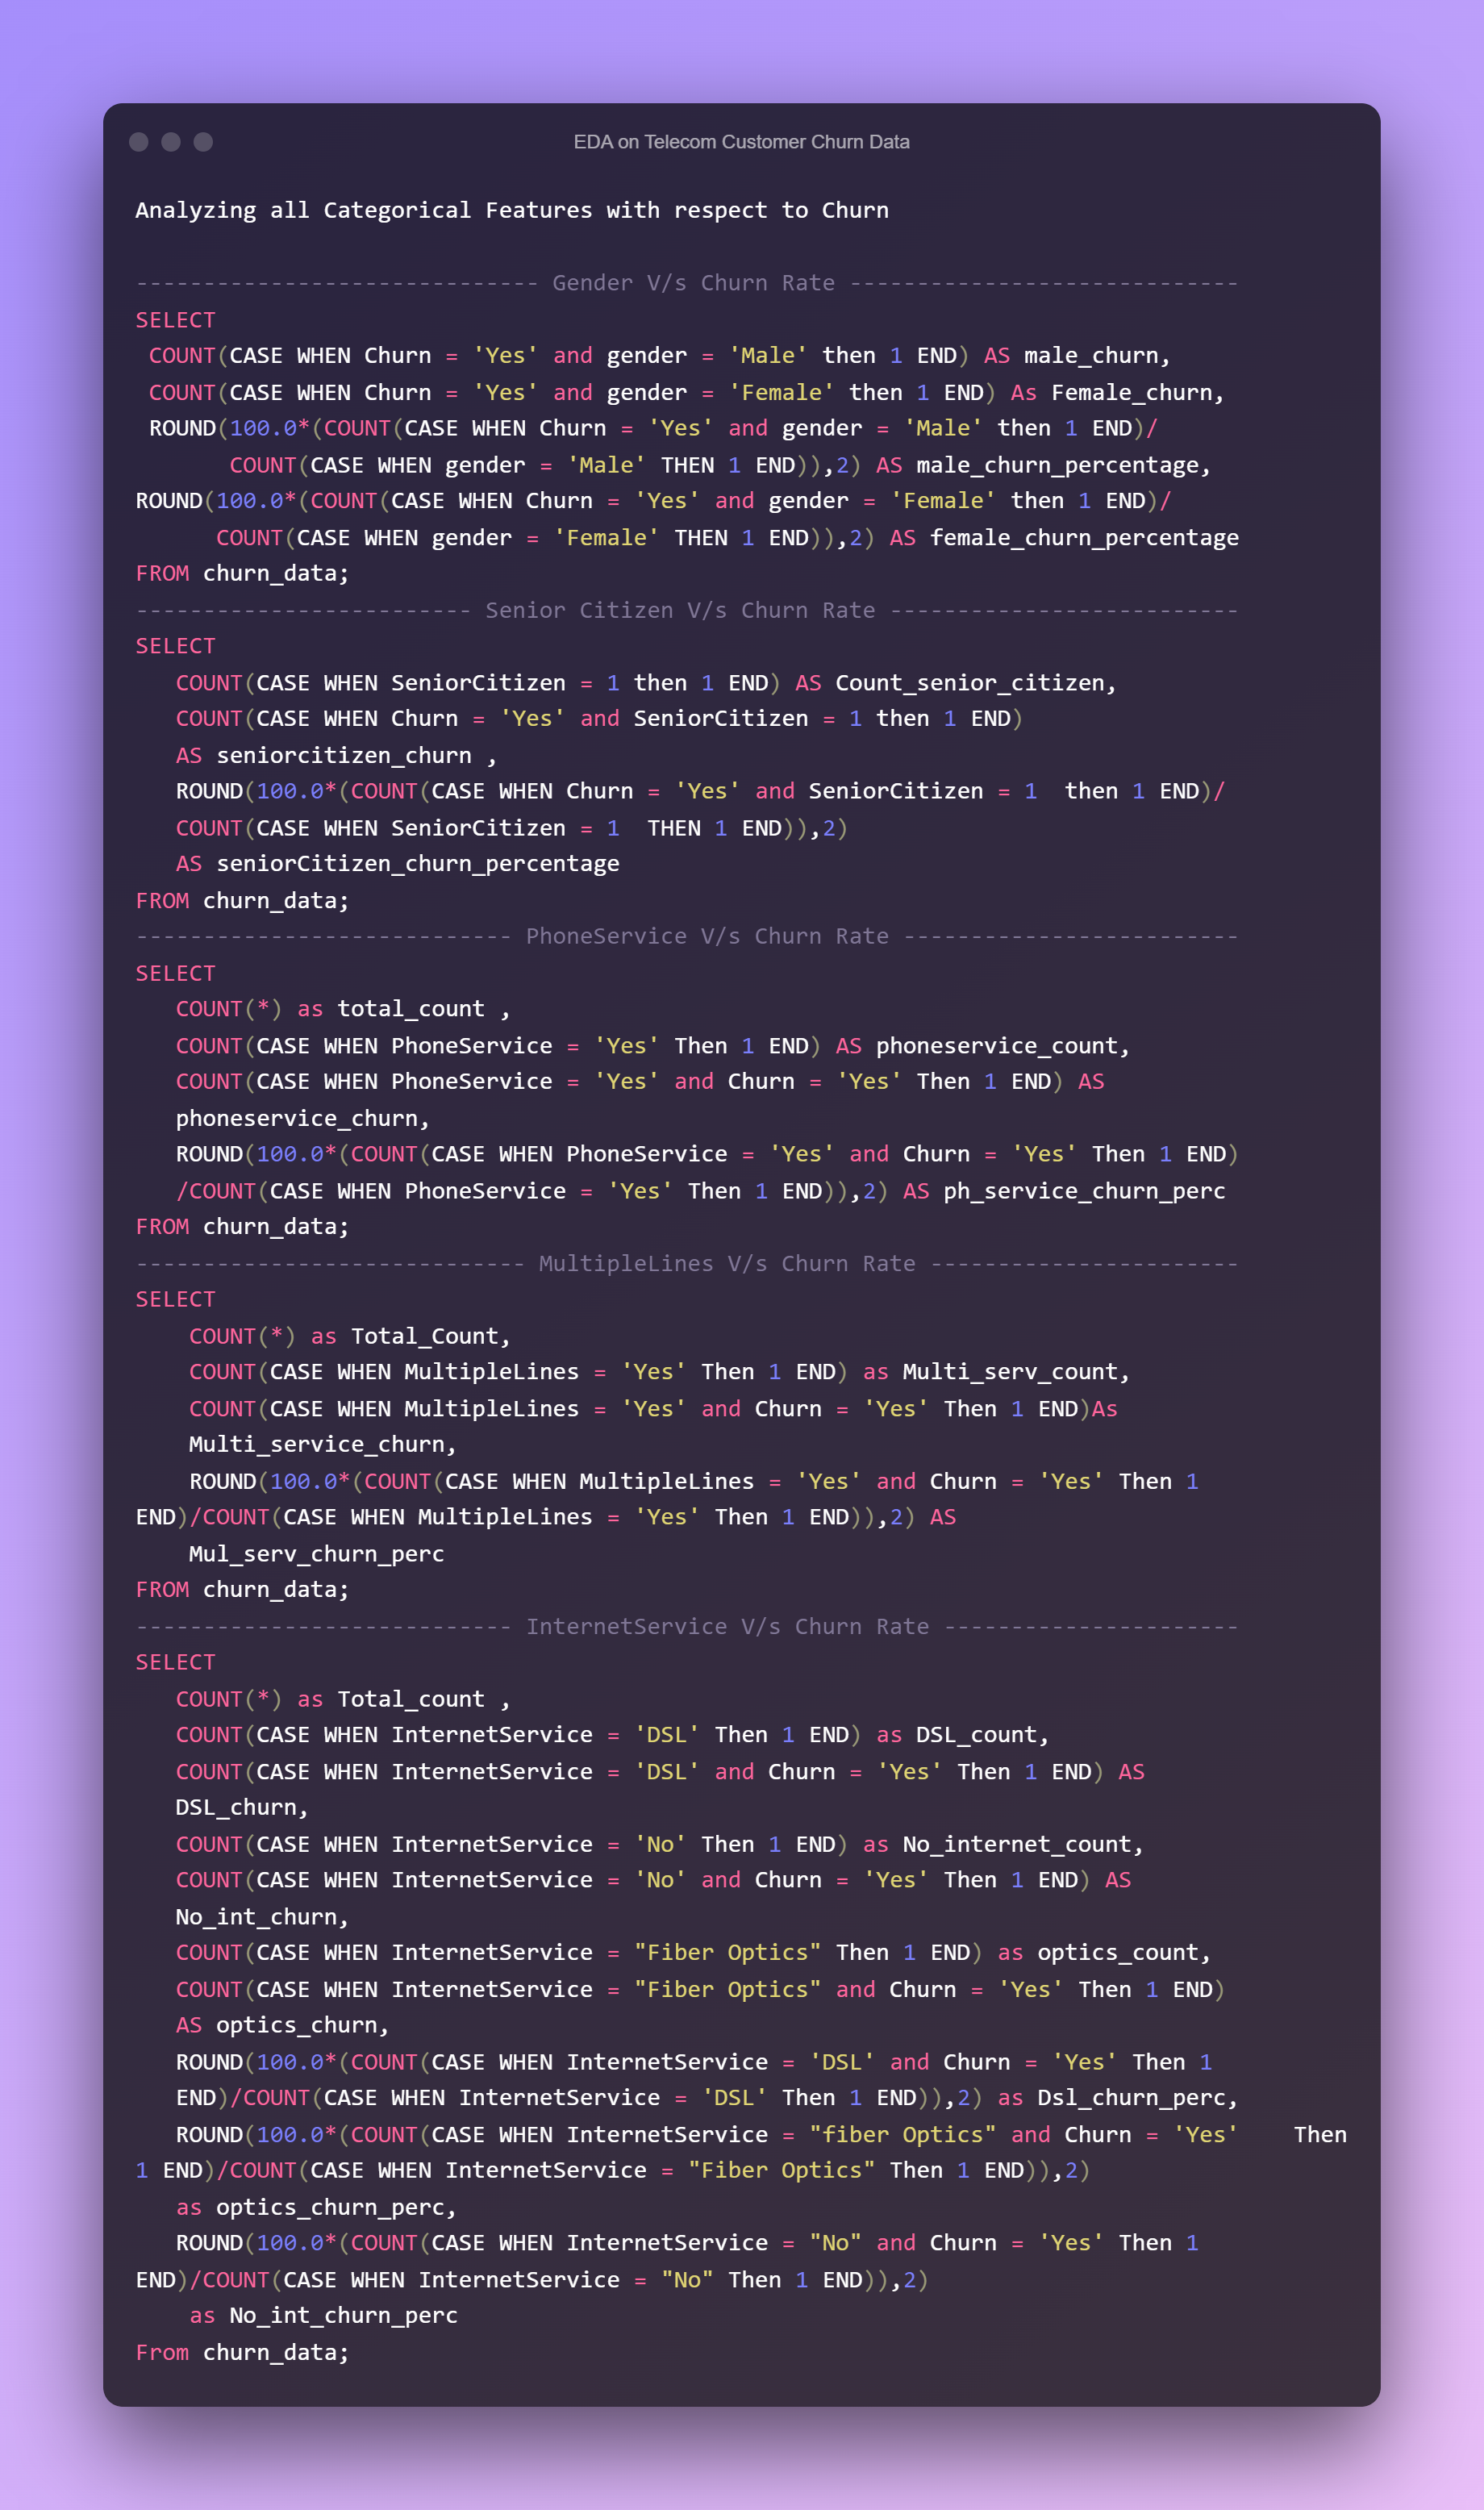 EDA on Telecom Customer Churn Data
Analyzing all Categorical Features with respect to Churn
------------------------------ Gender V/s Churn Rate -----------------------------
SELECT
 COUNT(CASE WHEN Churn = 'Yes' and gender = 'Male' then 1 END) AS male_churn,
 COUNT(CASE WHEN Churn = 'Yes' and gender = 'Female' then 1 END) As Female_churn,
 ROUND(100.0*(COUNT(CASE WHEN Churn = 'Yes' and gender = 'Male' then 1 END)/
       COUNT(CASE WHEN gender = 'Male' THEN 1 END)),2) AS male_churn_percentage,
ROUND(100.0*(COUNT(CASE WHEN Churn = 'Yes' and gender = 'Female' then 1 END)/
      COUNT(CASE WHEN gender = 'Female' THEN 1 END)),2) AS female_churn_percentage
FROM churn_data;
------------------------- Senior Citizen V/s Churn Rate --------------------------
SELECT
   COUNT(CASE WHEN SeniorCitizen = 1 then 1 END) AS Count_senior_citizen,
   COUNT(CASE WHEN Churn = 'Yes' and SeniorCitizen = 1 then 1 END)
   AS seniorcitizen_churn ,
   ROUND(100.0*(COUNT(CASE WHEN Churn = 'Yes' and SeniorCitizen = 1  then 1 END)/
   COUNT(CASE WHEN SeniorCitizen = 1  THEN 1 END)),2)
   AS seniorCitizen_churn_percentage
FROM churn_data;
---------------------------- PhoneService V/s Churn Rate -------------------------
SELECT
   COUNT(*) as total_count ,
   COUNT(CASE WHEN PhoneService = 'Yes' Then 1 END) AS phoneservice_count,
   COUNT(CASE WHEN PhoneService = 'Yes' and Churn = 'Yes' Then 1 END) AS
   phoneservice_churn,
   ROUND(100.0*(COUNT(CASE WHEN PhoneService = 'Yes' and Churn = 'Yes' Then 1 END)
   /COUNT(CASE WHEN PhoneService = 'Yes' Then 1 END)),2) AS ph_service_churn_perc
FROM churn_data;
----------------------------- MultipleLines V/s Churn Rate -----------------------
SELECT
    COUNT(*) as Total_Count,
    COUNT(CASE WHEN MultipleLines = 'Yes' Then 1 END) as Multi_serv_count,
    COUNT(CASE WHEN MultipleLines = 'Yes' and Churn = 'Yes' Then 1 END)As
    Multi_service_churn,
    ROUND(100.0*(COUNT(CASE WHEN MultipleLines = 'Yes' and Churn = 'Yes' Then 1
END)/COUNT(CASE WHEN MultipleLines = 'Yes' Then 1 END)),2) AS
    Mul_serv_churn_perc
FROM churn_data;
---------------------------- InternetService V/s Churn Rate ----------------------
SELECT
   COUNT(*) as Total_count ,
   COUNT(CASE WHEN InternetService = 'DSL' Then 1 END) as DSL_count,
   COUNT(CASE WHEN InternetService = 'DSL' and Churn = 'Yes' Then 1 END) AS
   DSL_churn,
   COUNT(CASE WHEN InternetService = 'No' Then 1 END) as No_internet_count,
   COUNT(CASE WHEN InternetService = 'No' and Churn = 'Yes' Then 1 END) AS
   No_int_churn,
   COUNT(CASE WHEN InternetService = "Fiber Optics" Then 1 END) as optics_count,
   COUNT(CASE WHEN InternetService = "Fiber Optics" and Churn = 'Yes' Then 1 END)
   AS optics_churn,
   ROUND(100.0*(COUNT(CASE WHEN InternetService = 'DSL' and Churn = 'Yes' Then 1
   END)/COUNT(CASE WHEN InternetService = 'DSL' Then 1 END)),2) as Dsl_churn_perc,
   ROUND(100.0*(COUNT(CASE WHEN InternetService = "fiber Optics" and Churn = 'Yes'    Then
1 END)/COUNT(CASE WHEN InternetService = "Fiber Optics" Then 1 END)),2)
   as optics_churn_perc,
   ROUND(100.0*(COUNT(CASE WHEN InternetService = "No" and Churn = 'Yes' Then 1
END)/COUNT(CASE WHEN InternetService = "No" Then 1 END)),2)
    as No_int_churn_perc
From churn_data;